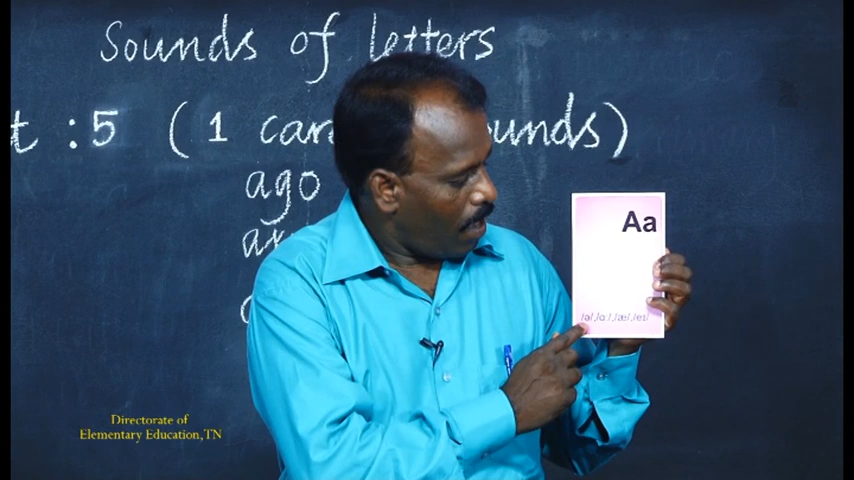 Sounds of letters
t : 5 ( 1 car unds)
ago
Aa
/ə/,/ɑː/,/æ/,/eɪ/
Directorate of
Elementary Education,TN